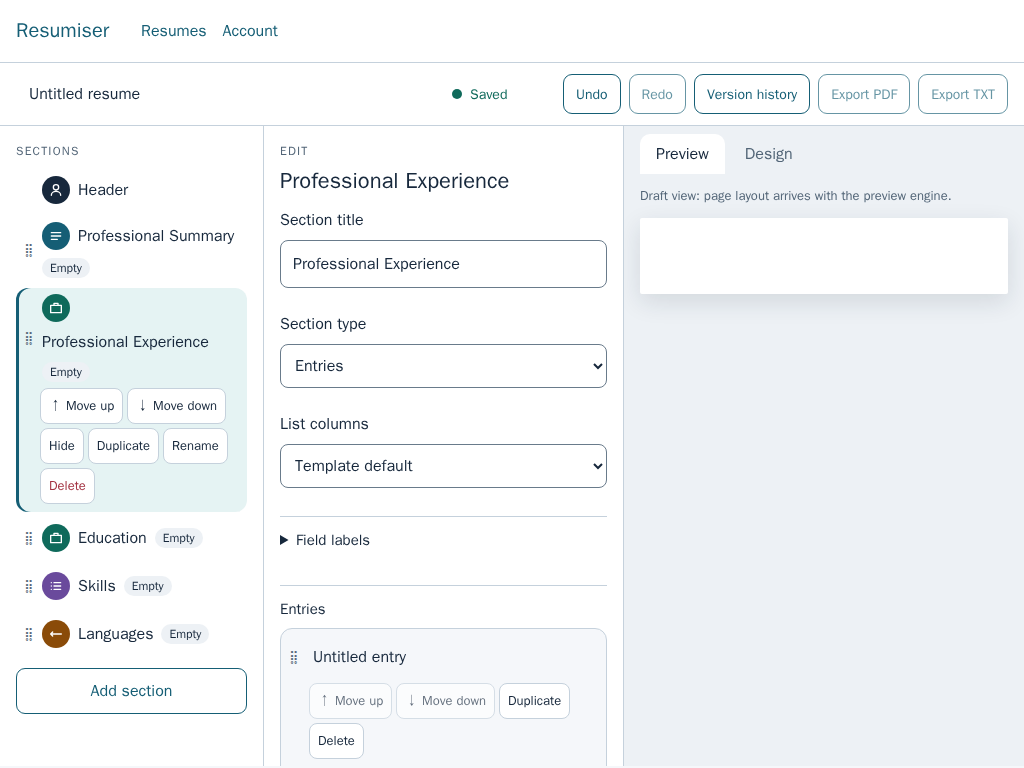 Resumiser
Resumes
Account
Untitled resume
Saved
Undo
Redo
Version history
Export PDF
Export TXT
SECTIONS
Header
Professional Summary
Empty
Professional Experience
Empty
↑ Move up
↓ Move down
Hide
Duplicate
Rename
Delete
Education
Empty
Skills
Empty
Languages
Empty
Add section
EDIT
Professional Experience
Section title
Professional Experience
Section type
Entries
List columns
Template default
Field labels
Entries
Untitled entry
↑ Move up
↓ Move down
Duplicate
Delete
Preview
Design
Draft view: page layout arrives with the preview engine.